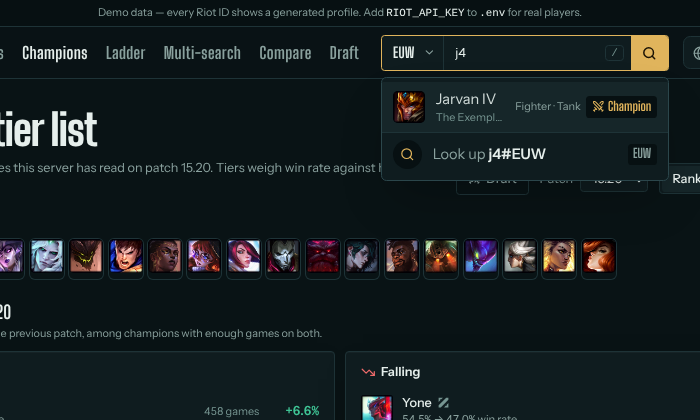 Demo data — every Riot ID shows a generated profile. Add RIOT_API_KEY to .env for real players.
Champions Ladder Multi-search Compare Draft EUW j4 /
Jarvan IV Fighter · Tank Champion
The Exempl...
tier list
Look up j4#EUW EUW
this server has read on patch 15.20. Tiers weigh win rate against
Draft Patch 15.20 Rank
20
previous patch, among champions with enough games on both.
Falling
Yone
458 games +6.6%
54.5% → 47.0% win rate